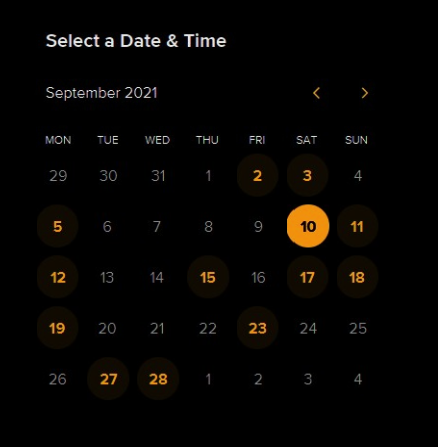 Select a Date & Time
September 2021
MON TUE WED THU FRI SAT SUN
29 30 31 1 2 3 4
5 6 7 8 9 10 11
12 13 14 15 16 17 18
19 20 21 22 23 24 25
26 27 28 1 2 3 4